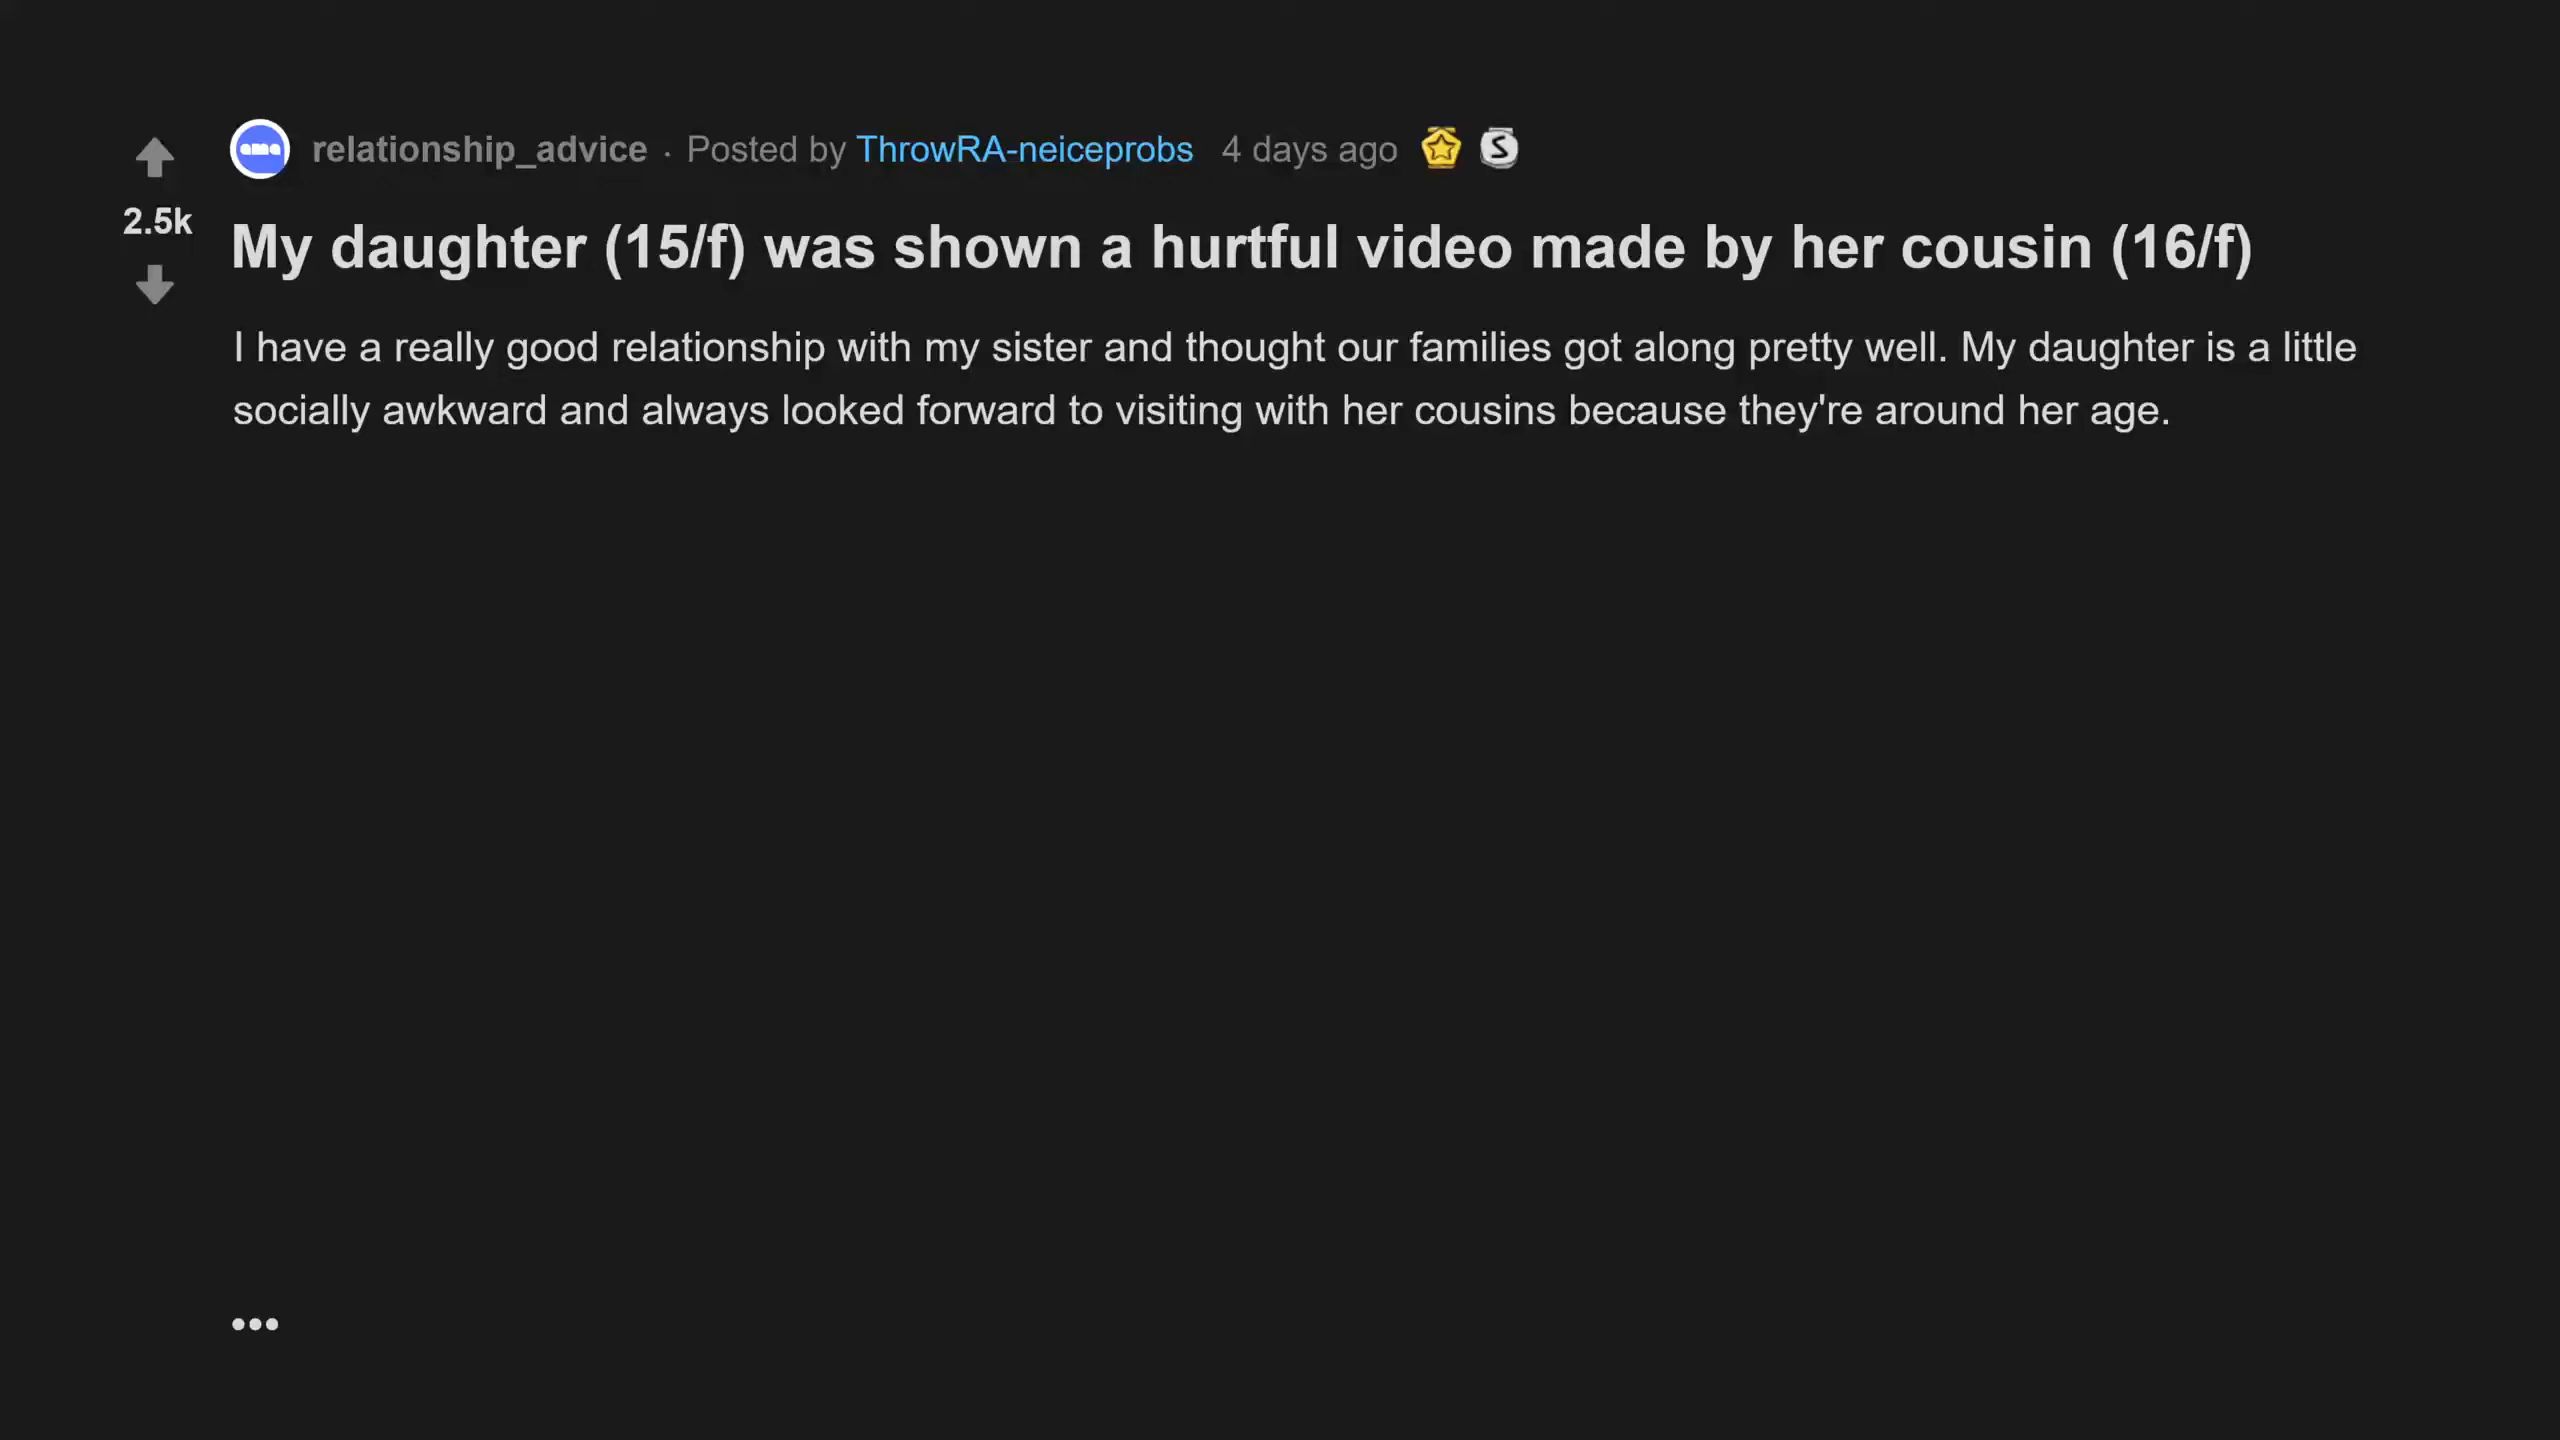 relationship_advice · Posted by ThrowRA-neiceprobs 4 days ago
2.5k
My daughter (15/f) was shown a hurtful video made by her cousin (16/f)
I have a really good relationship with my sister and thought our families got along pretty well. My daughter is a little
socially awkward and always looked forward to visiting with her cousins because they're around her age.
•••